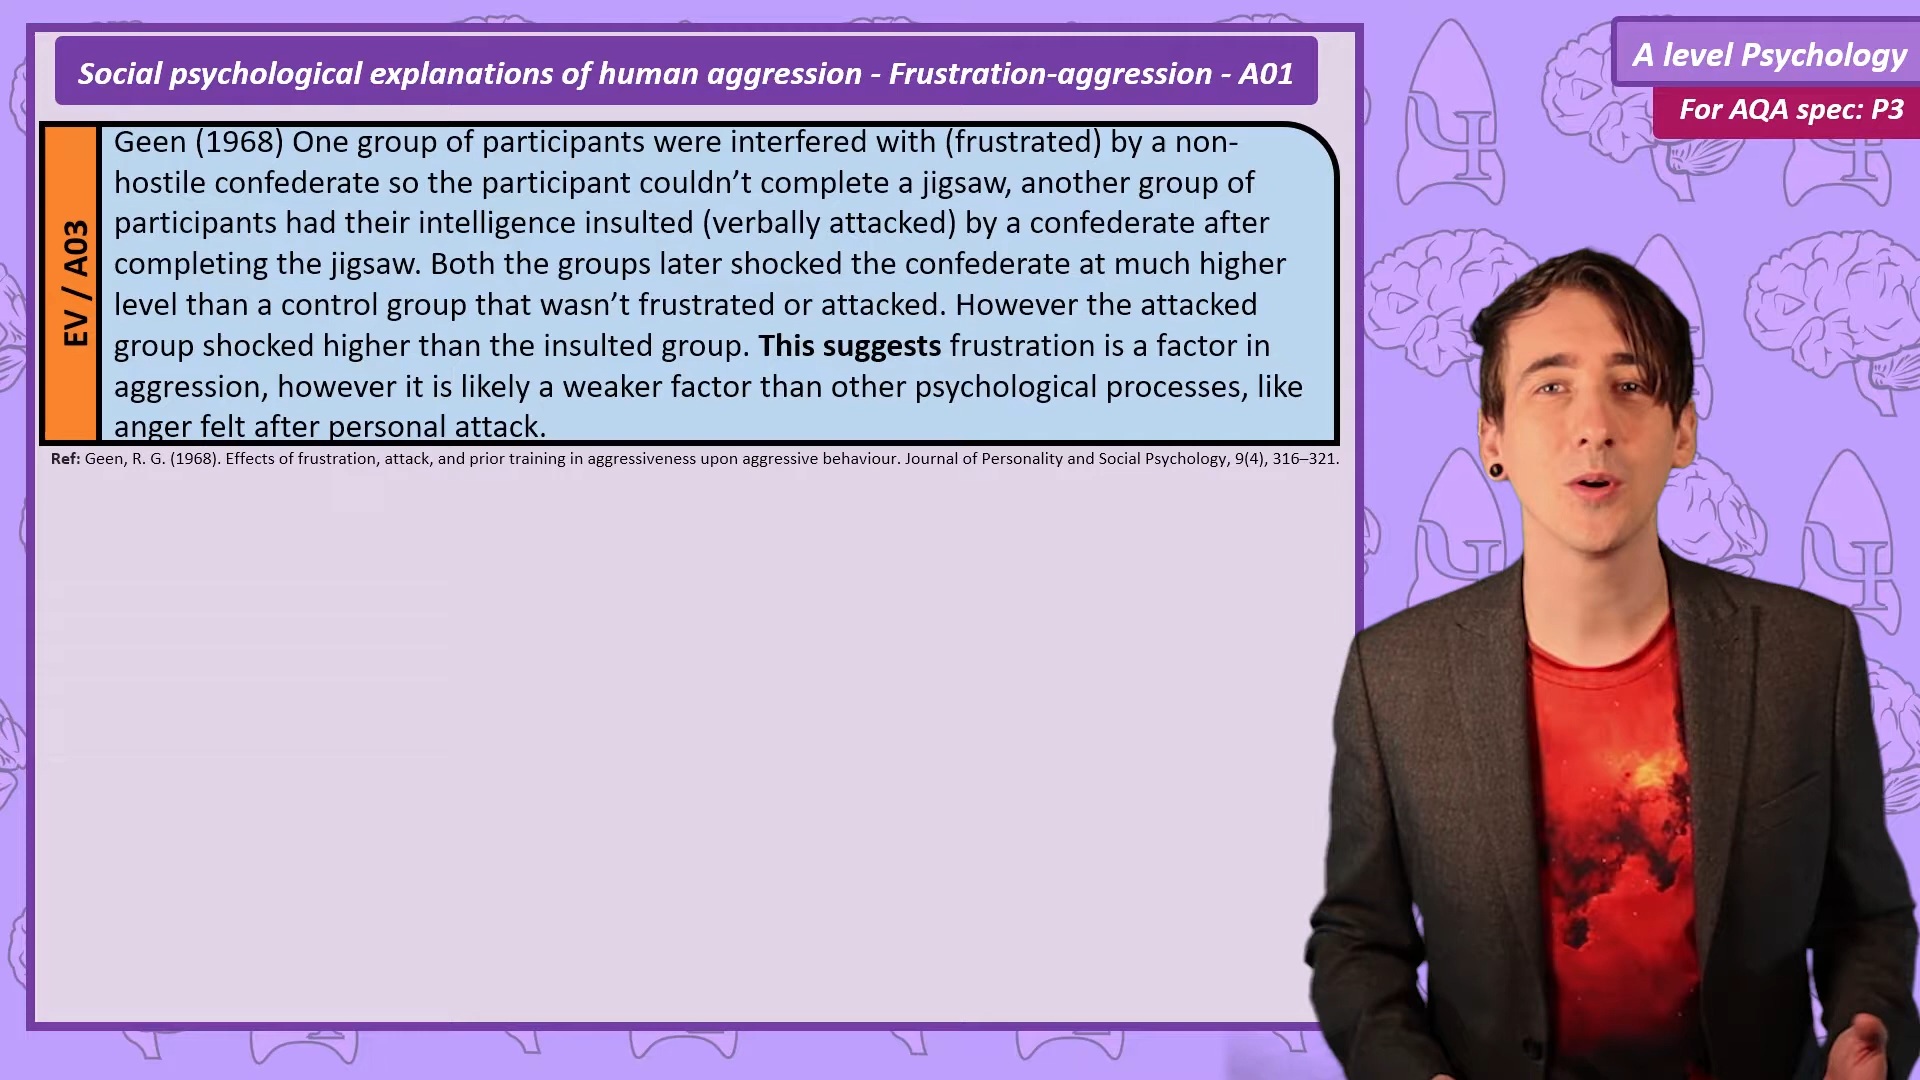 Social psychological explanations of human aggression - Frustration-aggression - A01
A level Psychology
For AQA spec: P3
EV / A03
Geen (1968) One group of participants were interfered with (frustrated) by a non-
hostile confederate so the participant couldn’t complete a jigsaw, another group of
participants had their intelligence insulted (verbally attacked) by a confederate after
completing the jigsaw. Both the groups later shocked the confederate at much higher
level than a control group that wasn’t frustrated or attacked. However the attacked
group shocked higher than the insulted group. This suggests frustration is a factor in
aggression, however it is likely a weaker factor than other psychological processes, like
anger felt after personal attack.
Ref: Geen, R. G. (1968). Effects of frustration, attack, and prior training in aggressiveness upon aggressive behaviour. Journal of Personality and Social Psychology, 9(4), 316–321.